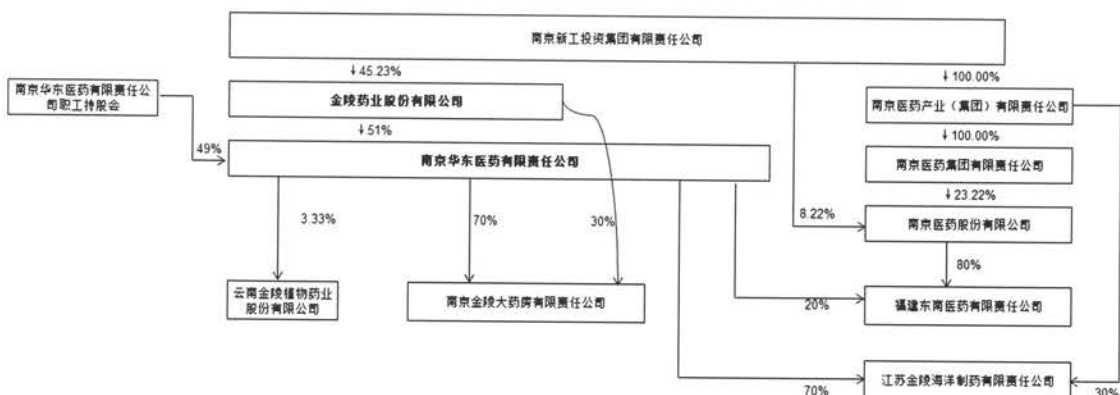 南京新工投资集团有限责任公司
↓45.23%
↓100.00%
南京华东医药有限责任公
司职工持股会
金陵药业股份有限公司
南京医药产业（集团）有限责任公司
↓51%
↓100.00%
49%
南京华东医药有限责任公司
南京医药集团有限责任公司
↓23.22%
3.33%
70%
30%
8.22%
南京医药股份有限公司
80%
云南金陵植物药业
股份有限公司
南京金陵大药房有限责任公司
20%
福建东南医药有限责任公司
70%
江苏金陵海洋制药有限责任公司
30%